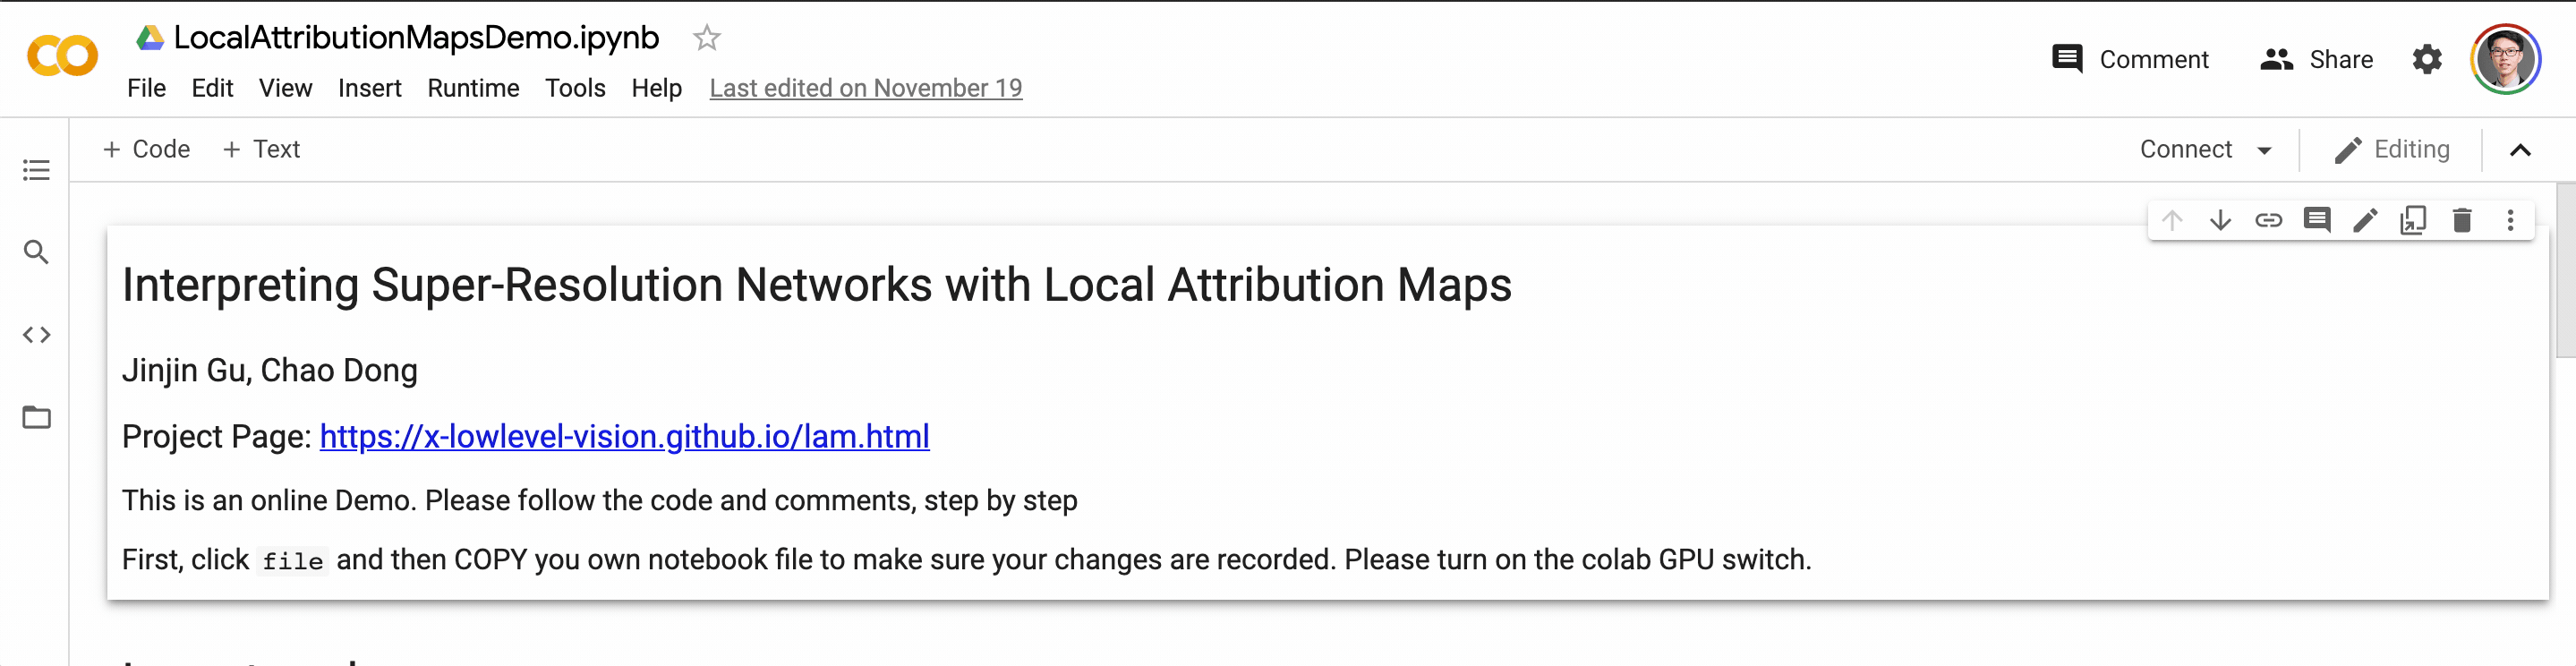 LocalAttributionMapsDemo.ipynb
Comment Share
File Edit View Insert Runtime Tools Help Last edited on November 19
+ Code + Text Connect Editing
Interpreting Super-Resolution Networks with Local Attribution Maps
Jinjin Gu, Chao Dong
Project Page: https://x-lowlevel-vision.github.io/lam.html
This is an online Demo. Please follow the code and comments, step by step
First, click file and then COPY you own notebook file to make sure your changes are recorded. Please turn on the colab GPU switch.